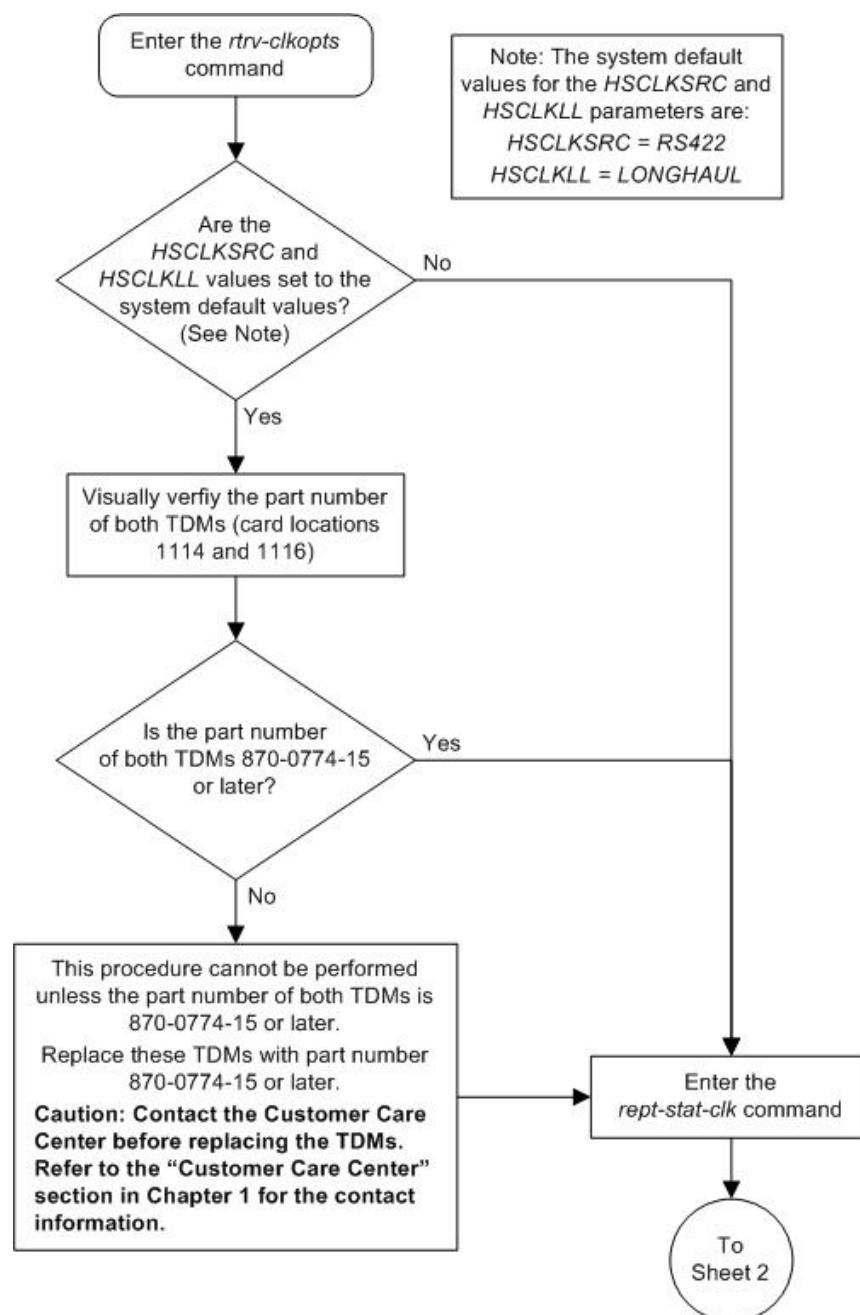 Enter the rtrv-clkopts
command
Note: The system default
values for the HSCLKSRC and
HSCLKLL parameters are:
HSCLKSRC = RS422
HSCLKLL = LONGHAUL
Are the
HSCLKSRC and
HSCLKLL values set to the
system default values?
(See Note)
No
Yes
Visually verfiy the part number
of both TDMs (card locations
1114 and 1116)
Is the part number
of both TDMs 870-0774-15
or later?
Yes
No
This procedure cannot be performed
unless the part number of both TDMs is
870-0774-15 or later.
Replace these TDMs with part number
870-0774-15 or later.
Caution: Contact the Customer Care
Center before replacing the TDMs.
Refer to the “Customer Care Center”
section in Chapter 1 for the contact
information.
Enter the
rept-stat-clk command
To
Sheet 2